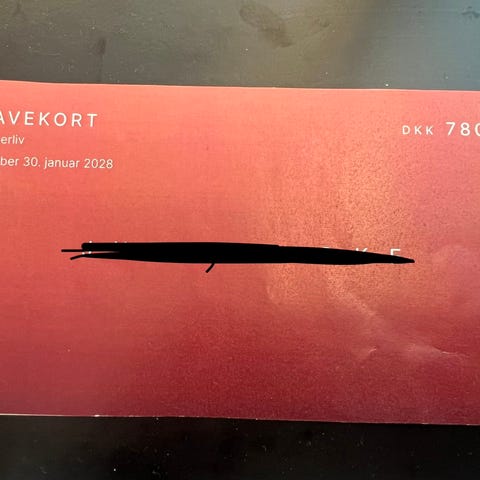 AVEKORT
DKK 780
erliv
ber 30. januar 2028